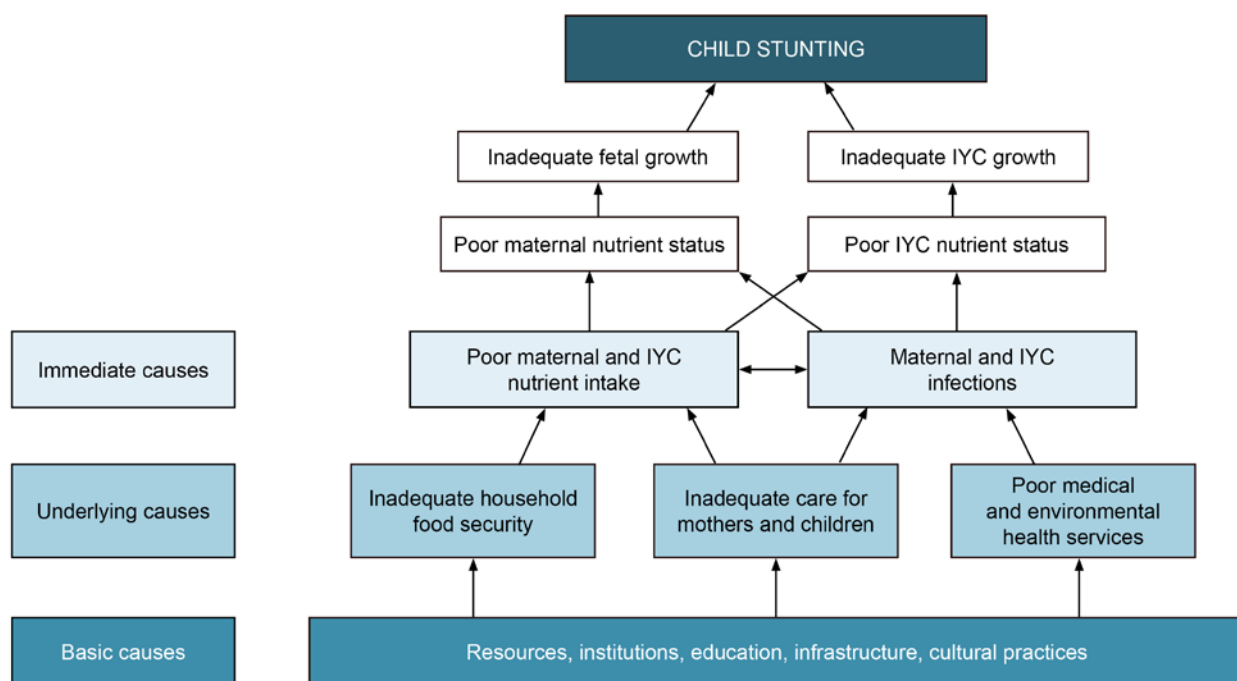 CHILD STUNTING
Inadequate fetal growth
Inadequate IYC growth
Poor maternal nutrient status
Poor IYC nutrient status
Immediate causes
Poor maternal and IYC
nutrient intake
Maternal and IYC
infections
Underlying causes
Inadequate household
food security
Inadequate care for
mothers and children
Poor medical
and environmental
health services
Basic causes
Resources, institutions, education, infrastructure, cultural practices